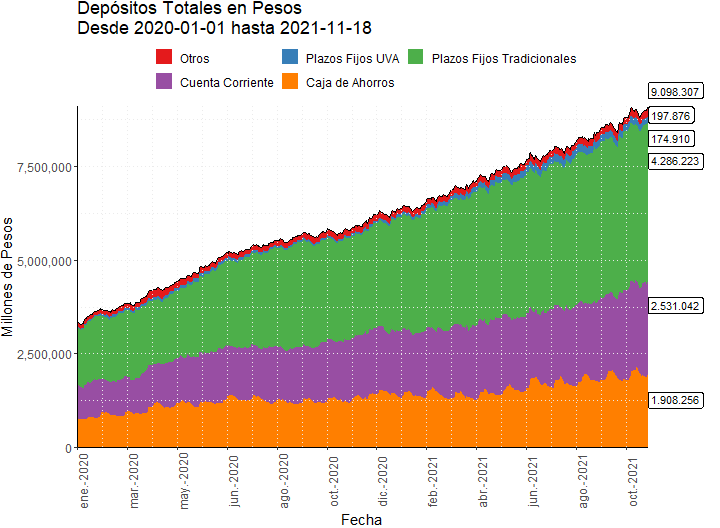 Depósitos Totales en Pesos
Desde 2020-01-01 hasta 2021-11-18
Otros
Plazos Fijos UVA
Plazos Fijos Tradicionales
Cuenta Corriente
Caja de Ahorros
9.098.307
197.876
174.910
4.286.223
2.531.042
1.908.256
7,500,000
5,000,000
2,500,000
0
Millones de Pesos
ene.-2020
mar.-2020
may.-2020
jun.-2020
ago.-2020
oct.-2020
dic.-2020
feb.-2021
abr.-2021
jun.-2021
ago.-2021
oct.-2021
Fecha